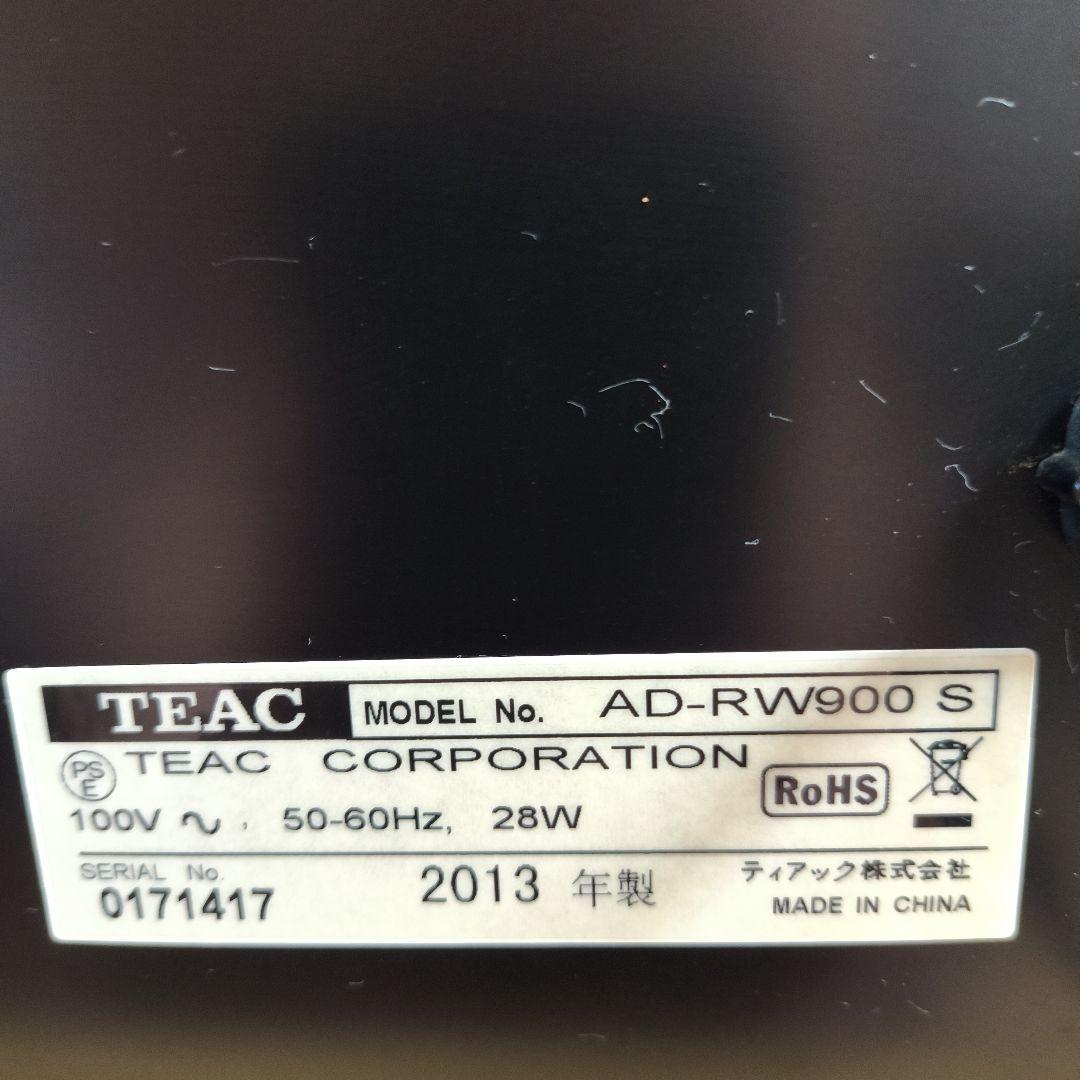 TEAC MODEL No. AD-RW900 S
PSE TEAC CORPORATION
RoHS
100V ~, 50-60Hz, 28W
SERIAL No.
0171417
2013 年製
ティアック株式会社
MADE IN CHINA